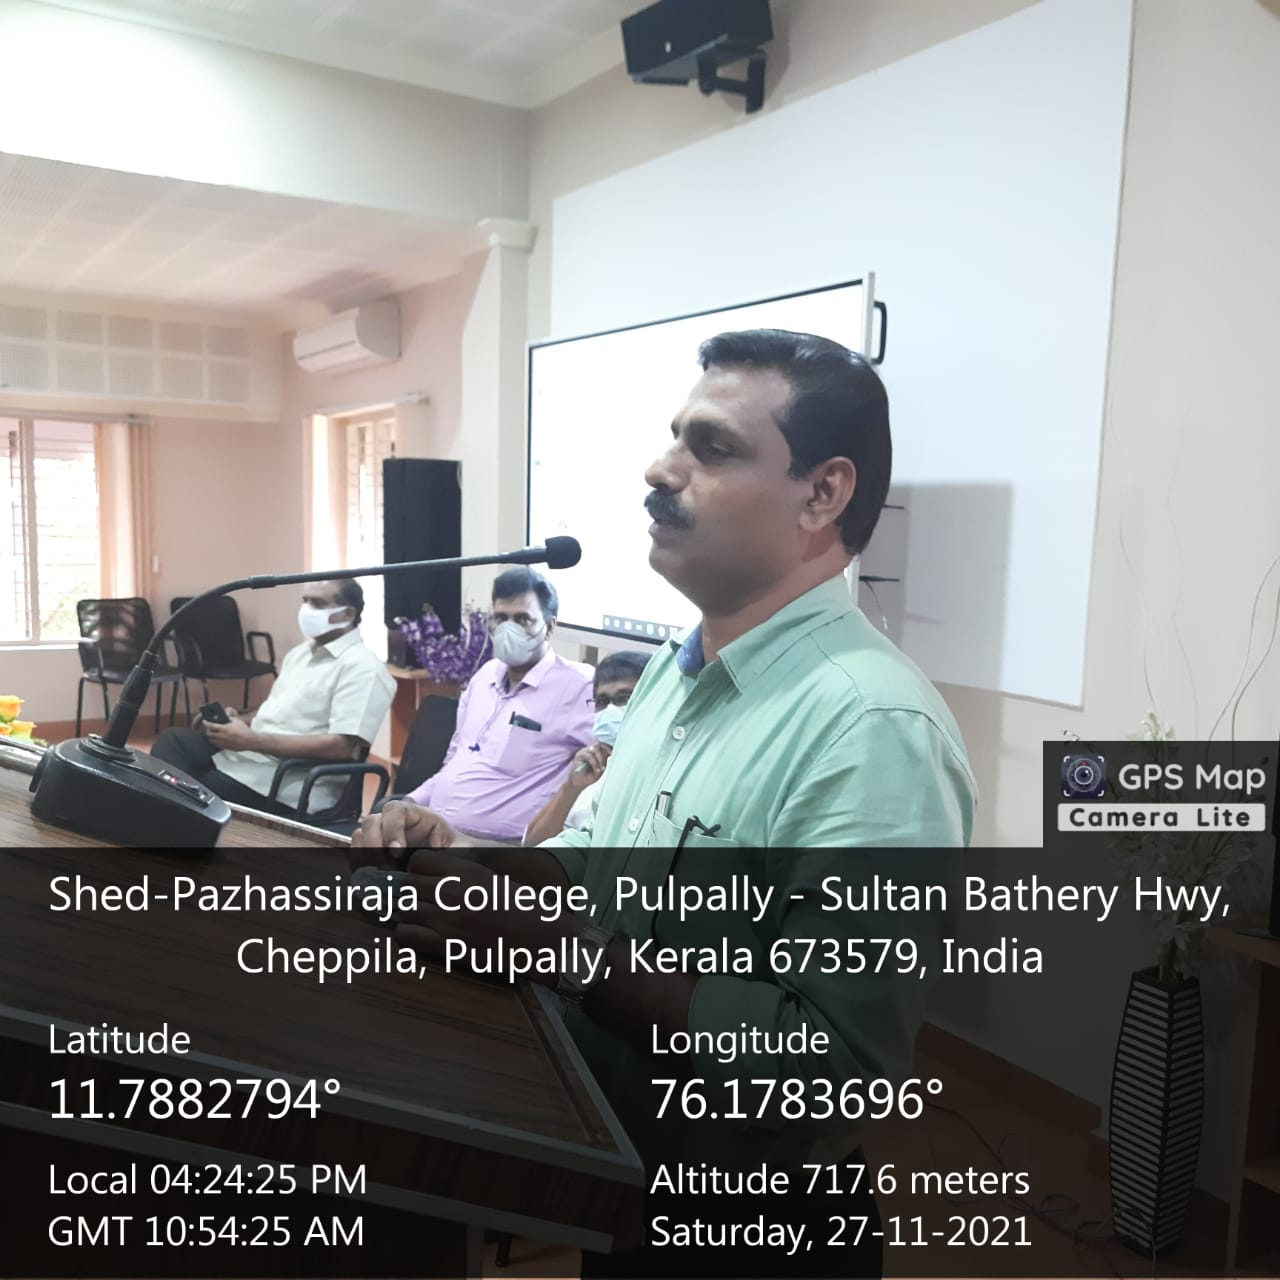 GPS Map
Camera Lite
Shed-Pazhassiraja College, Pulpally - Sultan Bathery Hwy,
Cheppila, Pulpally, Kerala 673579, India
Latitude
11.7882794°
Longitude
76.1783696°
Local 04:24:25 PM
GMT 10:54:25 AM
Altitude 717.6 meters
Saturday, 27-11-2021